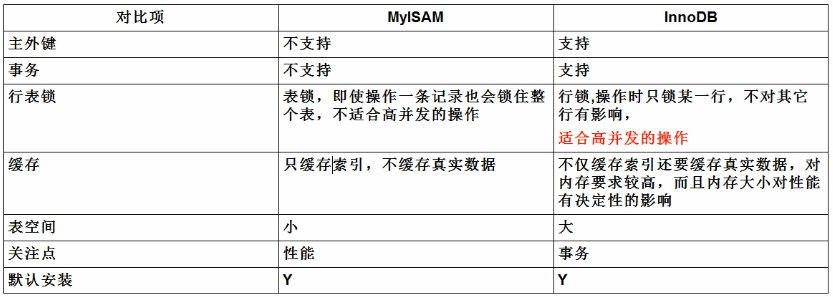 对比项 MyISAM InnoDB
主外键 不支持 支持
事务 不支持 支持
行表锁 表锁，即使操作一条记录也会锁住整 行锁,操作时只锁某一行，不对其它
个表，不适合高并发的操作 行有影响，
适合高并发的操作
缓存 只缓存索引，不缓存真实数据 不仅缓存索引还要缓存真实数据，对
内存要求较高，而且内存大小对性能
有决定性的影响
表空间 小 大
关注点 性能 事务
默认安装 Y Y